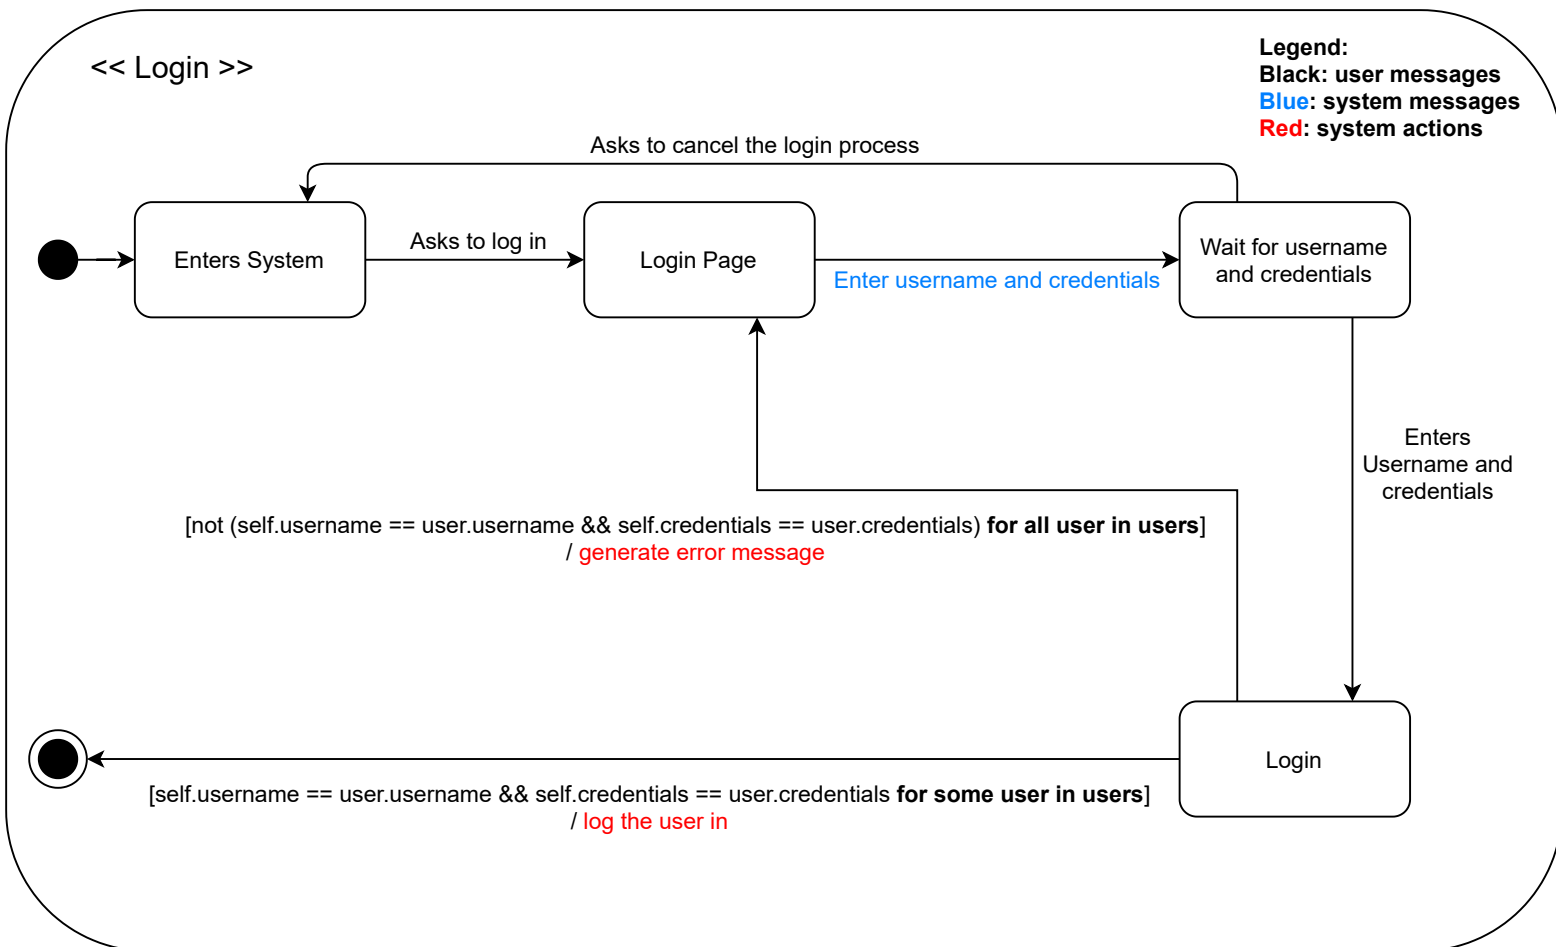 << Login >>
Legend:
Black: user messages
Blue: system messages
Red: system actions
Asks to cancel the login process
Enters System
Asks to log in
Login Page
Enter username and credentials
Wait for username
and credentials
Enters
Username and
credentials
[not (self.username == user.username && self.credentials == user.credentials) for all user in users]
/ generate error message
Login
[self.username == user.username && self.credentials == user.credentials for some user in users]
/ log the user in